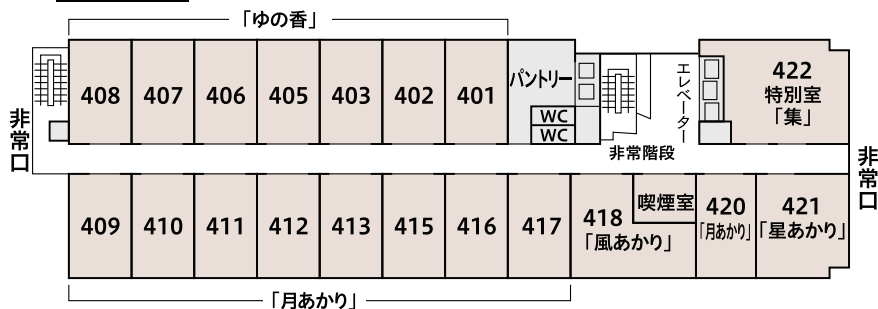 「ゆの香」
408
407
406
405
403
402
401
パントリー
WC
WC
非常階段
エレベーター
422
特別室
「集」
非常口
非常口
409
410
411
412
413
415
416
417
418
「風あかり」
喫煙室
420
「月あかり」
421
「星あかり」
「月あかり」